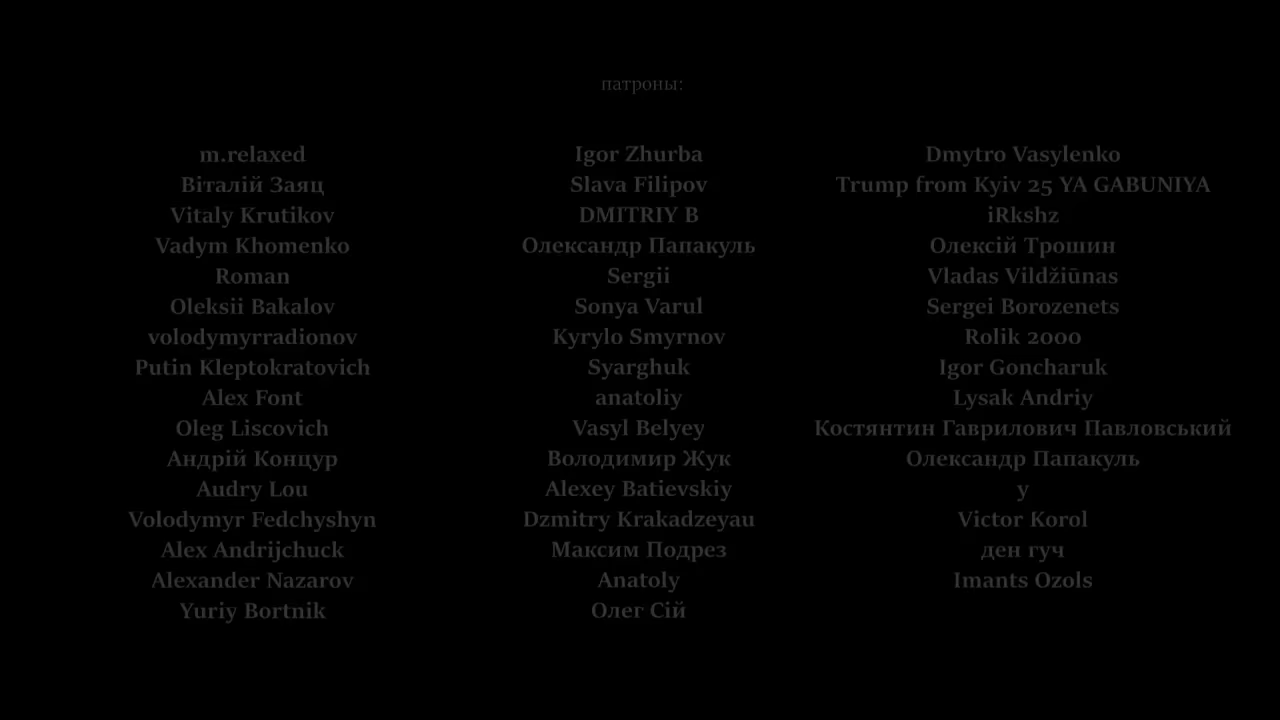 патроны:
m.relaxed
Віталій Заяц
Vitaly Krutikov
Vadym Khomenko
Roman
Oleksii Bakalov
volodymyrradionov
Putin Kleptokratovich
Alex Font
Oleg Liscovich
Андрій Концур
Audry Lou
Volodymyr Fedchyshyn
Alex Andrijchuck
Alexander Nazarov
Yuriy Bortnik
Igor Zhurba
Slava Filipov
DMITRIY B
Олександр Папакуль
Sergii
Sonya Varul
Kyrylo Smyrnov
Syarghuk
anatoliy
Vasyl Belyey
Володимир Жук
Alexey Batievskiy
Dzmitry Krakadzeyau
Максим Подрез
Anatoly
Олег Сій
Dmytro Vasylenko
Trump from Kyiv 25 YA GABUNIYA
iRkshz
Олексій Трошин
Vladas Vildžiūnas
Sergei Borozenets
Rolik 2000
Igor Goncharuk
Lysak Andriy
Костянтин Гаврилович Павловський
Олександр Папакуль
y
Victor Korol
ден гуч
Imants Ozols